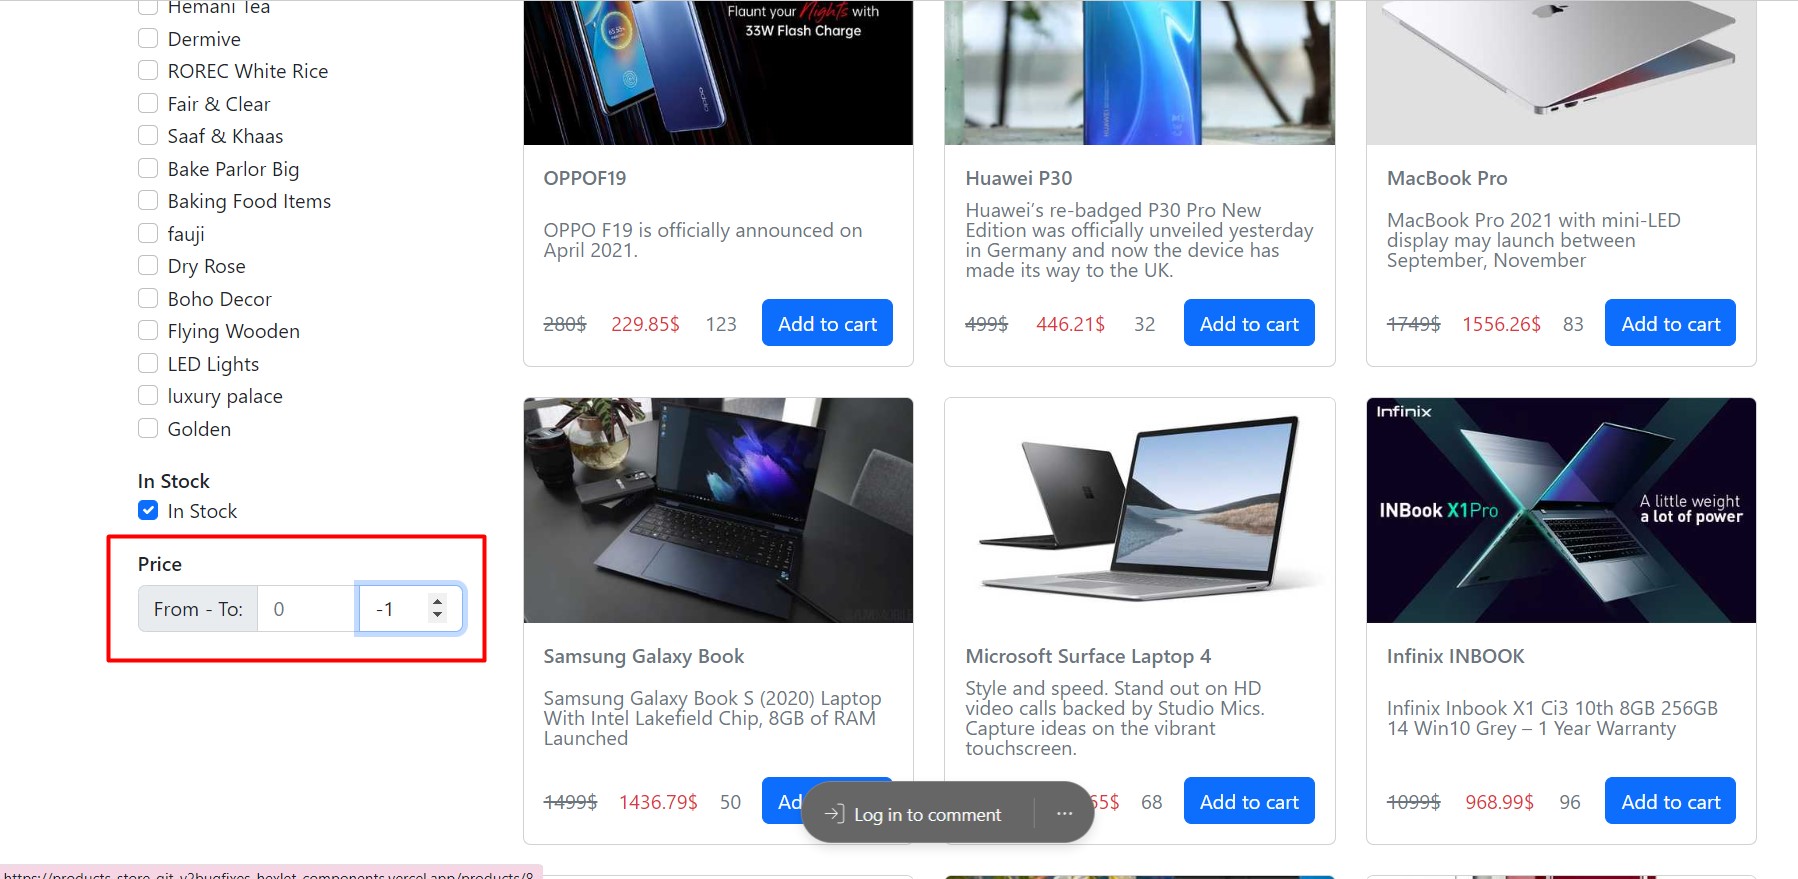 Hemani Tea
Dermive
ROREC White Rice
Fair & Clear
Saaf & Khaas
Bake Parlor Big
Baking Food Items
fauji
Dry Rose
Boho Decor
Flying Wooden
LED Lights
luxury palace
Golden
In Stock
In Stock
Price
From - To:
0
-1
Flaunt your Nights with
33W Flash Charge
oppo
OPPOF19
OPPO F19 is officially announced on
April 2021.
280$ 229.85$ 123 Add to cart
HUAWEI
Huawei P30
Huawei’s re-badged P30 Pro New
Edition was officially unveiled yesterday
in Germany and now the device has
made its way to the UK.
499$ 446.21$ 32 Add to cart
MacBook Pro
MacBook Pro 2021 with mini-LED
display may launch between
September, November
1749$ 1556.26$ 83 Add to cart
Samsung Galaxy Book
Samsung Galaxy Book S (2020) Laptop
With Intel Lakefield Chip, 8GB of RAM
Launched
1499$ 1436.79$ 50 Ad
Microsoft Surface Laptop 4
Style and speed. Stand out on HD
video calls backed by Studio Mics.
Capture ideas on the vibrant
touchscreen.
65$ 68 Add to cart
Infinix
INBook X1Pro
A little weight
a lot of power
Infinix INBOOK
Infinix Inbook X1 Ci3 10th 8GB 256GB
14 Win10 Grey – 1 Year Warranty
1099$ 968.99$ 96 Add to cart
Log in to comment
https://products-store-git-v2bugfixes-hexlet-components.vercel.app/products/8